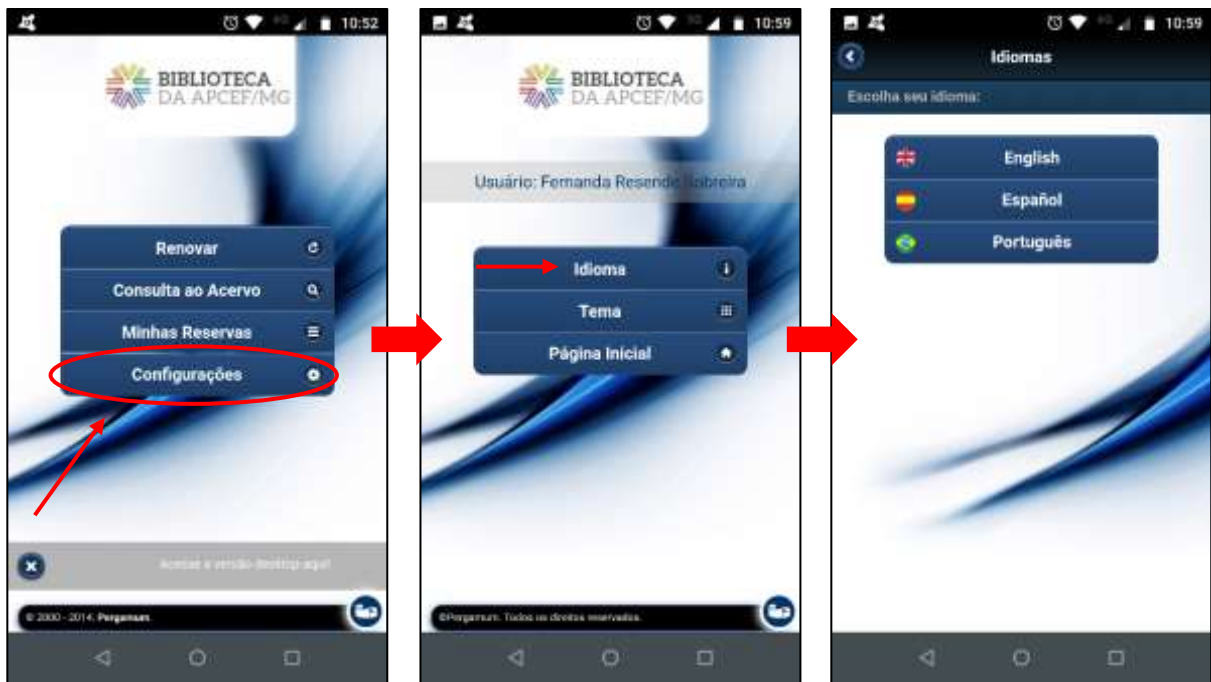 10:52
BIBLIOTECA
DA APCEF/MG
Renovar
Consulta ao Acervo
Minhas Reservas
Configurações
Acessar a versão desktop aqui!
© 2000 - 2014. Pergamum.
10:59
BIBLIOTECA
DA APCEF/MG
Usuário: Fernanda Resende Sobreira
Idioma
Tema
Página Inicial
©Pergamum. Todos os direitos reservados.
10:59
Idiomas
Escolha seu idioma:
English
Español
Português